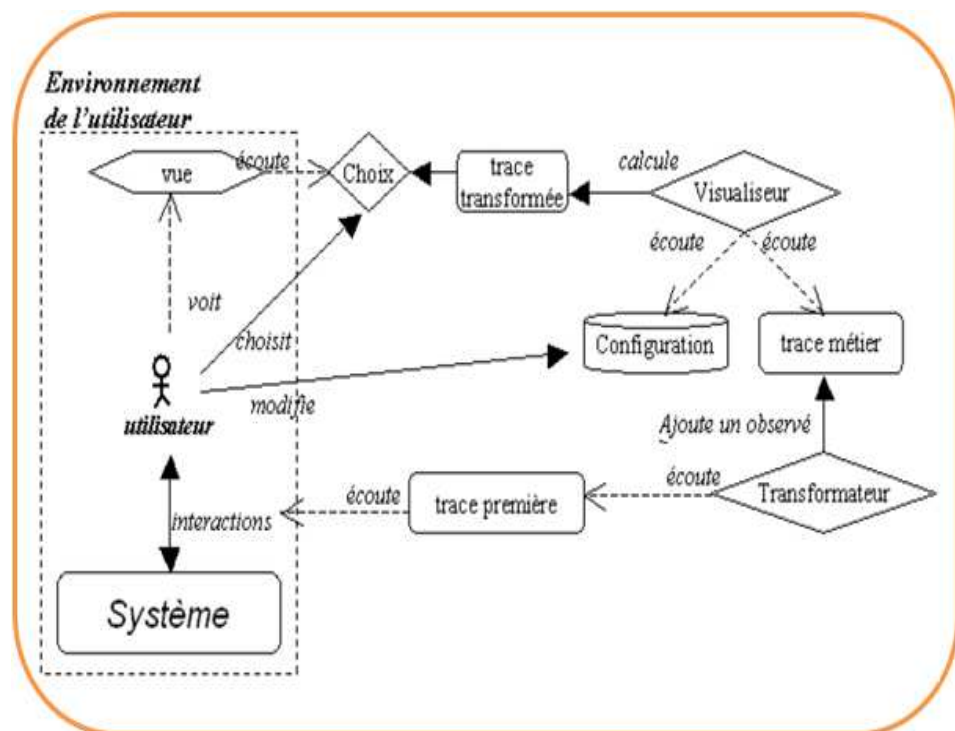 Environnement
de l'utilisateur
vue
écoute
Choix
trace
transformée
calcule
Visualiseur
écoute
écoute
voit
choisit
Configuration
trace métier
utilisateur
modifie
Ajoute un observé
écoute
trace première
écoute
Transformateur
interactions
Système